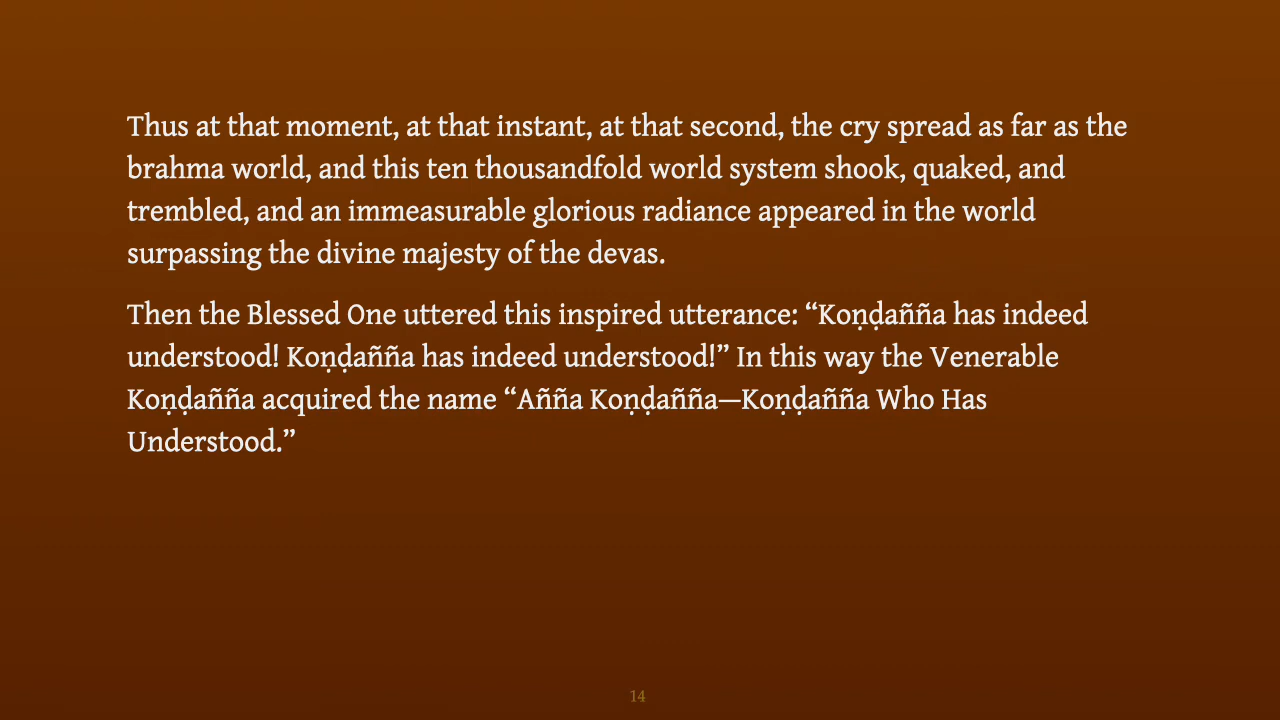 Thus at that moment, at that instant, at that second, the cry spread as far as the
brahma world, and this ten thousandfold world system shook, quaked, and
trembled, and an immeasurable glorious radiance appeared in the world
surpassing the divine majesty of the devas.
Then the Blessed One uttered this inspired utterance: “Koṇḍañña has indeed
understood! Koṇḍañña has indeed understood!” In this way the Venerable
Koṇḍañña acquired the name “Añña Koṇḍañña—Koṇḍañña Who Has
Understood.”
14